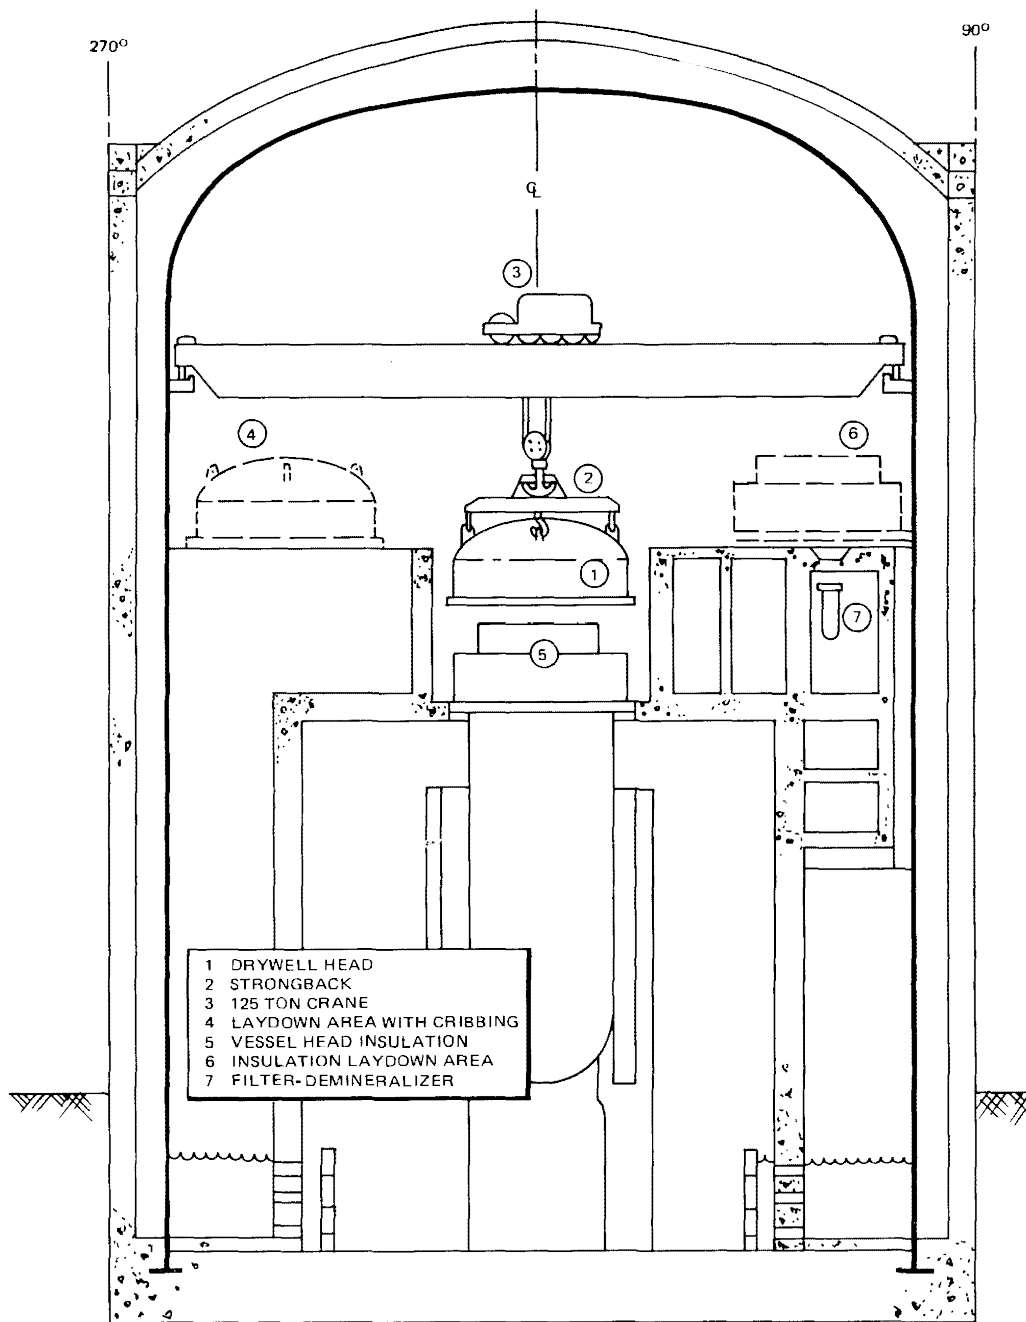 270°
90°
℄
3
4
6
2
1
7
5
1 DRYWELL HEAD
2 STRONGBACK
3 125 TON CRANE
4 LAYDOWN AREA WITH CRIBBING
5 VESSEL HEAD INSULATION
6 INSULATION LAYDOWN AREA
7 FILTER-DEMINERALIZER